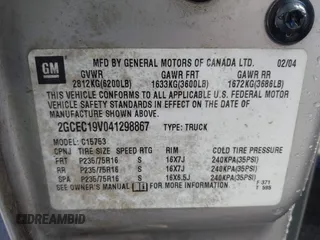 GM
MFD BY GENERAL MOTORS OF CANADA LTD. 02/04
GVWR GAWR FRT GAWR RR
2812KG(6200LB) 1633KG(3600LB) 1672KG(3686LB)
THIS VEHICLE CONFORMS TO ALL APPLICABLE U.S. FEDERAL
MOTOR VEHICLE SAFETY STANDARDS IN EFFECT ON THE DATE OF
MANUFACTURE SHOWN ABOVE.
2GCEC19V041298867 TYPE: TRUCK
MODEL: C15753
CPNJ TIRE SIZE SPEED RTG RIM COLD TIRE PRESSURE
FRT P235/75R16 S 16X7J 240KPA(35PSI)
RR P235/75R16 S 16X7J 240KPA(35PSI)
SPA P235/75R16 S 16X6.5J 240KPA(35PSI)
SEE OWNER'S MANUAL FOR MORE INFORMATION.
F 371
T 569
AUTOBIDMASTER